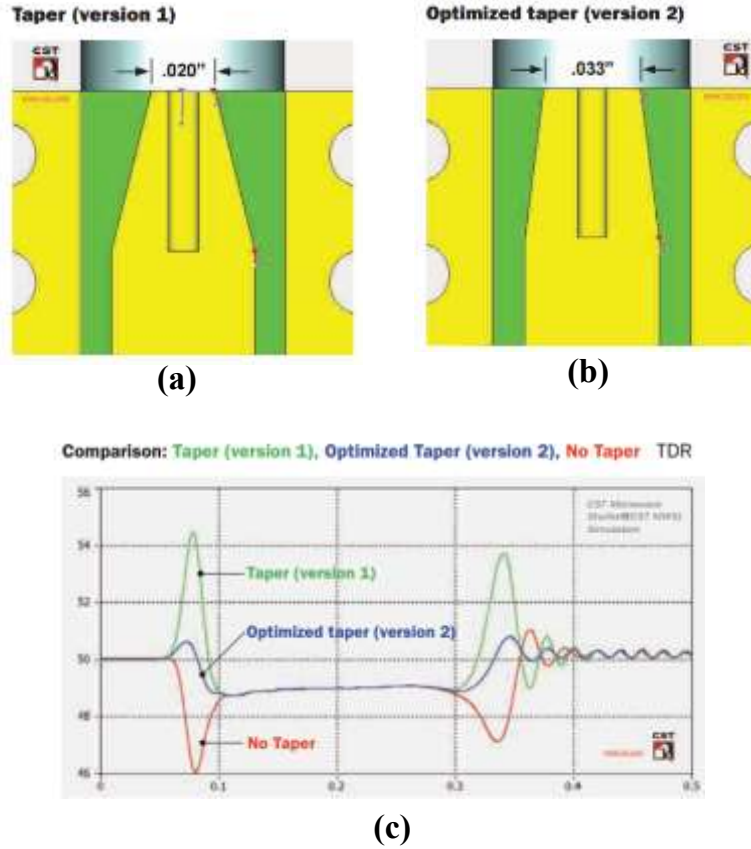 Taper (version 1)
Optimized taper (version 2)
CST
.020”
CST
.033”
(a)
(b)
Comparison: Taper (version 1), Optimized Taper (version 2), No Taper TDR
56
54
Taper (version 1)
52
Optimized taper (version 2)
50
48
No Taper
CST
46
0
0.1
0.2
0.3
0.4
0.5
(c)